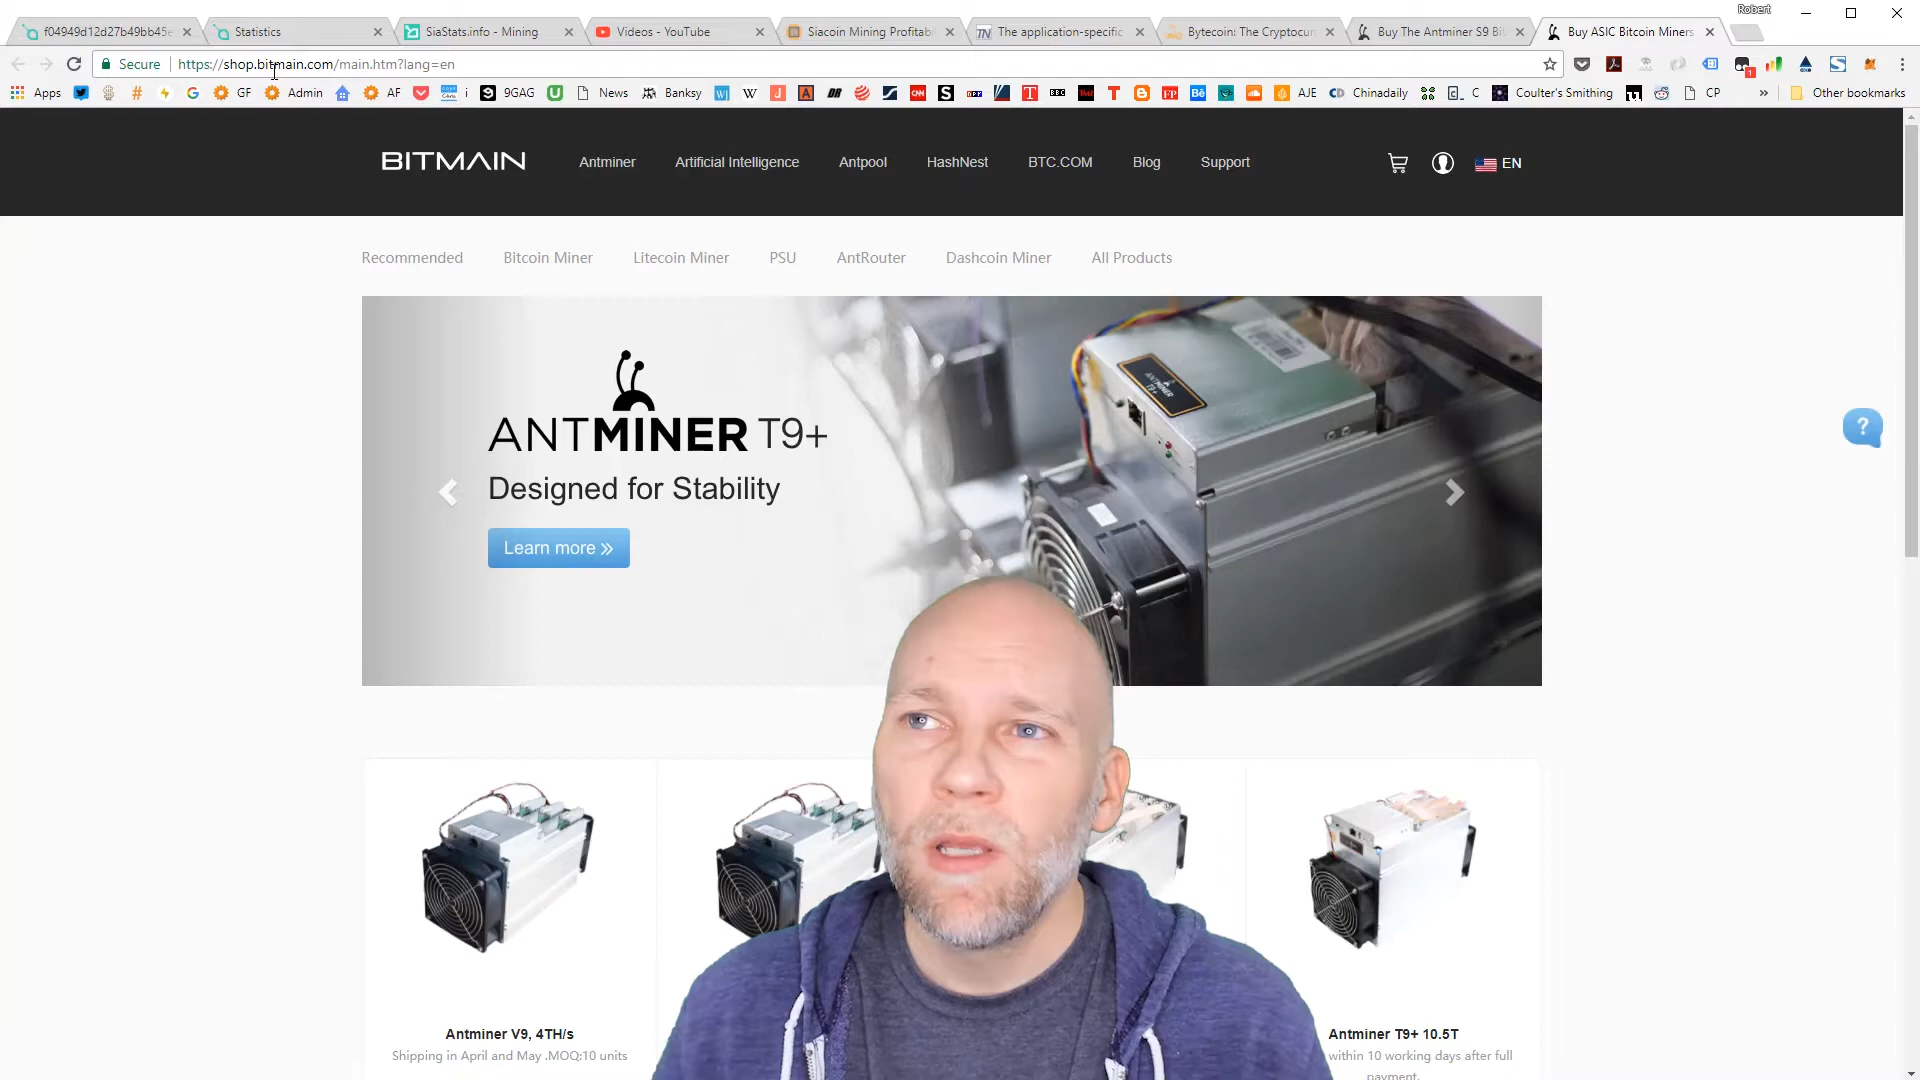 Robert
f04949d12d27b49bb45e
Statistics
SiaStats.info - Mining
Videos - YouTube
Siacoin Mining Profitabi
The application-specific
Bytecoin: The Cryptocurr
Buy The Antminer S9 Bit
Buy ASIC Bitcoin Miners
Secure
https://shop.bitmain.com/main.htm?lang=en
Apps
GF
Admin
AF
i
9GAG
News
Banksy
AJE
Chinadaily
C
Coulter's Smithing
CP
Other bookmarks
BITMAIN
Antminer
Artificial Intelligence
Antpool
HashNest
BTC.COM
Blog
Support
EN
Recommended
Bitcoin Miner
Litecoin Miner
PSU
AntRouter
Dashcoin Miner
All Products
ANTMINER T9+
Designed for Stability
Learn more »
?
Antminer V9, 4TH/s
Shipping in April and May .MOQ:10 units
Antminer T9+ 10.5T
within 10 working days after full
payment.